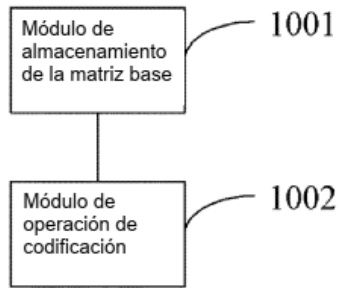 Módulo de
almacenamiento
de la matriz base
1001
Módulo de
operación de
codificación
1002